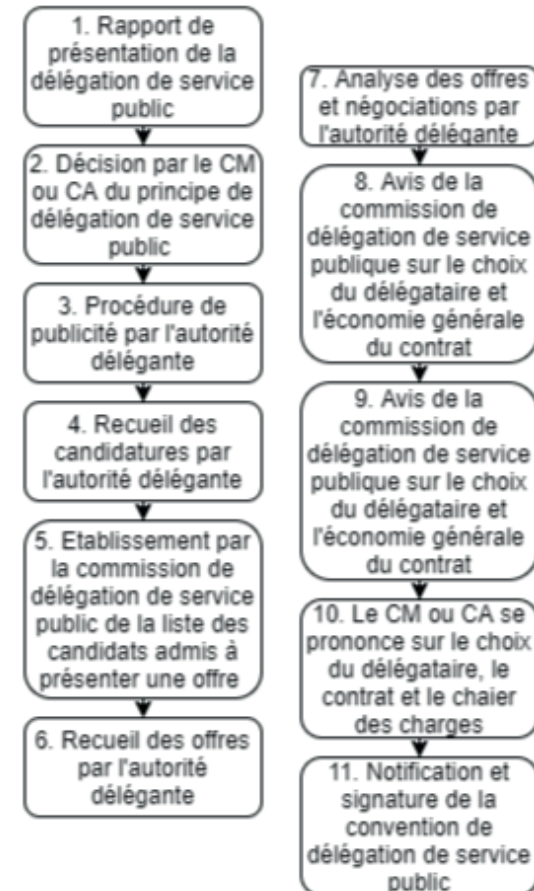 1. Rapport de
présentation de la
délégation de service
public
2. Décision par le CM
ou CA du principe de
délégation de service
public
3. Procédure de
publicité par l'autorité
délégante
4. Recueil des
candidatures par
l'autorité délégante
5. Etablissement par
la commission de
délégation de service
public de la liste des
candidats admis à
présenter une offre
6. Recueil des offres
par l'autorité
délégante
7. Analyse des offres
et négociations par
l'autorité délégante
8. Avis de la
commission de
délégation de service
publique sur le choix
du délégataire et
l'économie générale
du contrat
9. Avis de la
commission de
délégation de service
publique sur le choix
du délégataire et
l'économie générale
du contrat
10. Le CM ou CA se
prononce sur le choix
du délégataire, le
contrat et le chaier
des charges
11. Notification et
signature de la
convention de
délégation de service
public